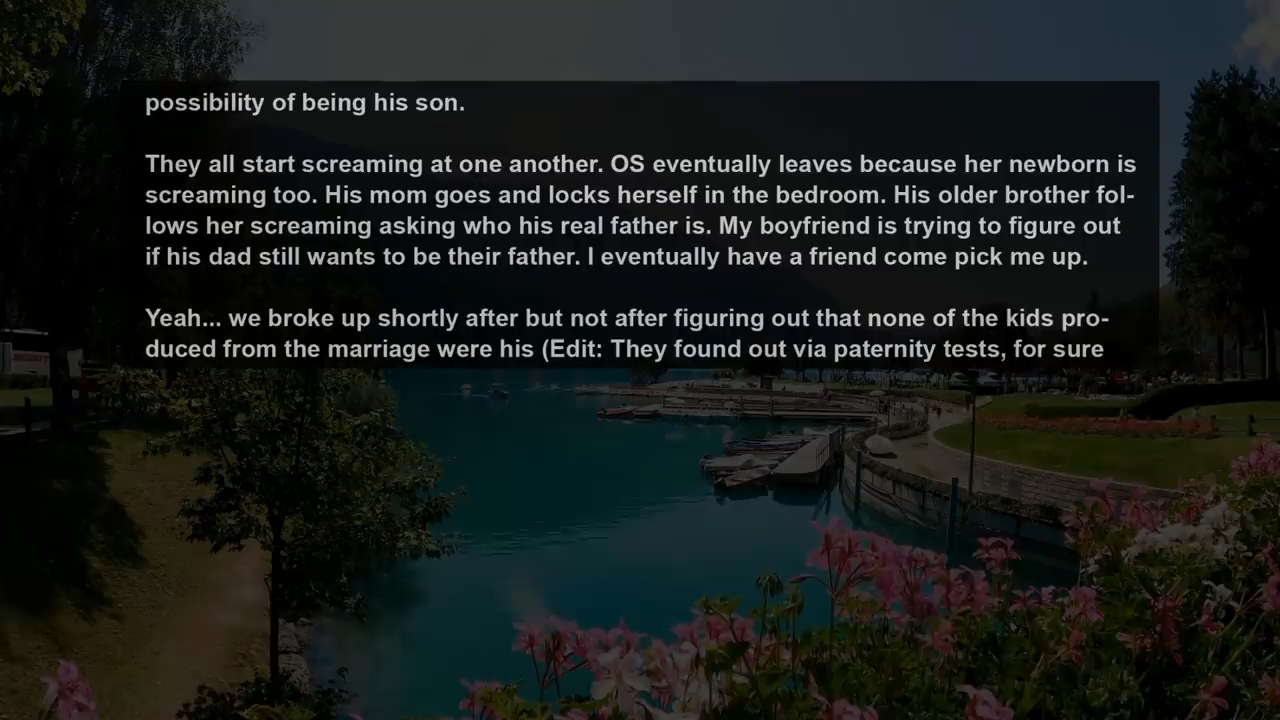 possibility of being his son.
They all start screaming at one another. OS eventually leaves because her newborn is
screaming too. His mom goes and locks herself in the bedroom. His older brother fol-
lows her screaming asking who his real father is. My boyfriend is trying to figure out
if his dad still wants to be their father. I eventually have a friend come pick me up.
Yeah... we broke up shortly after but not after figuring out that none of the kids pro-
duced from the marriage were his (Edit: They found out via paternity tests, for sure